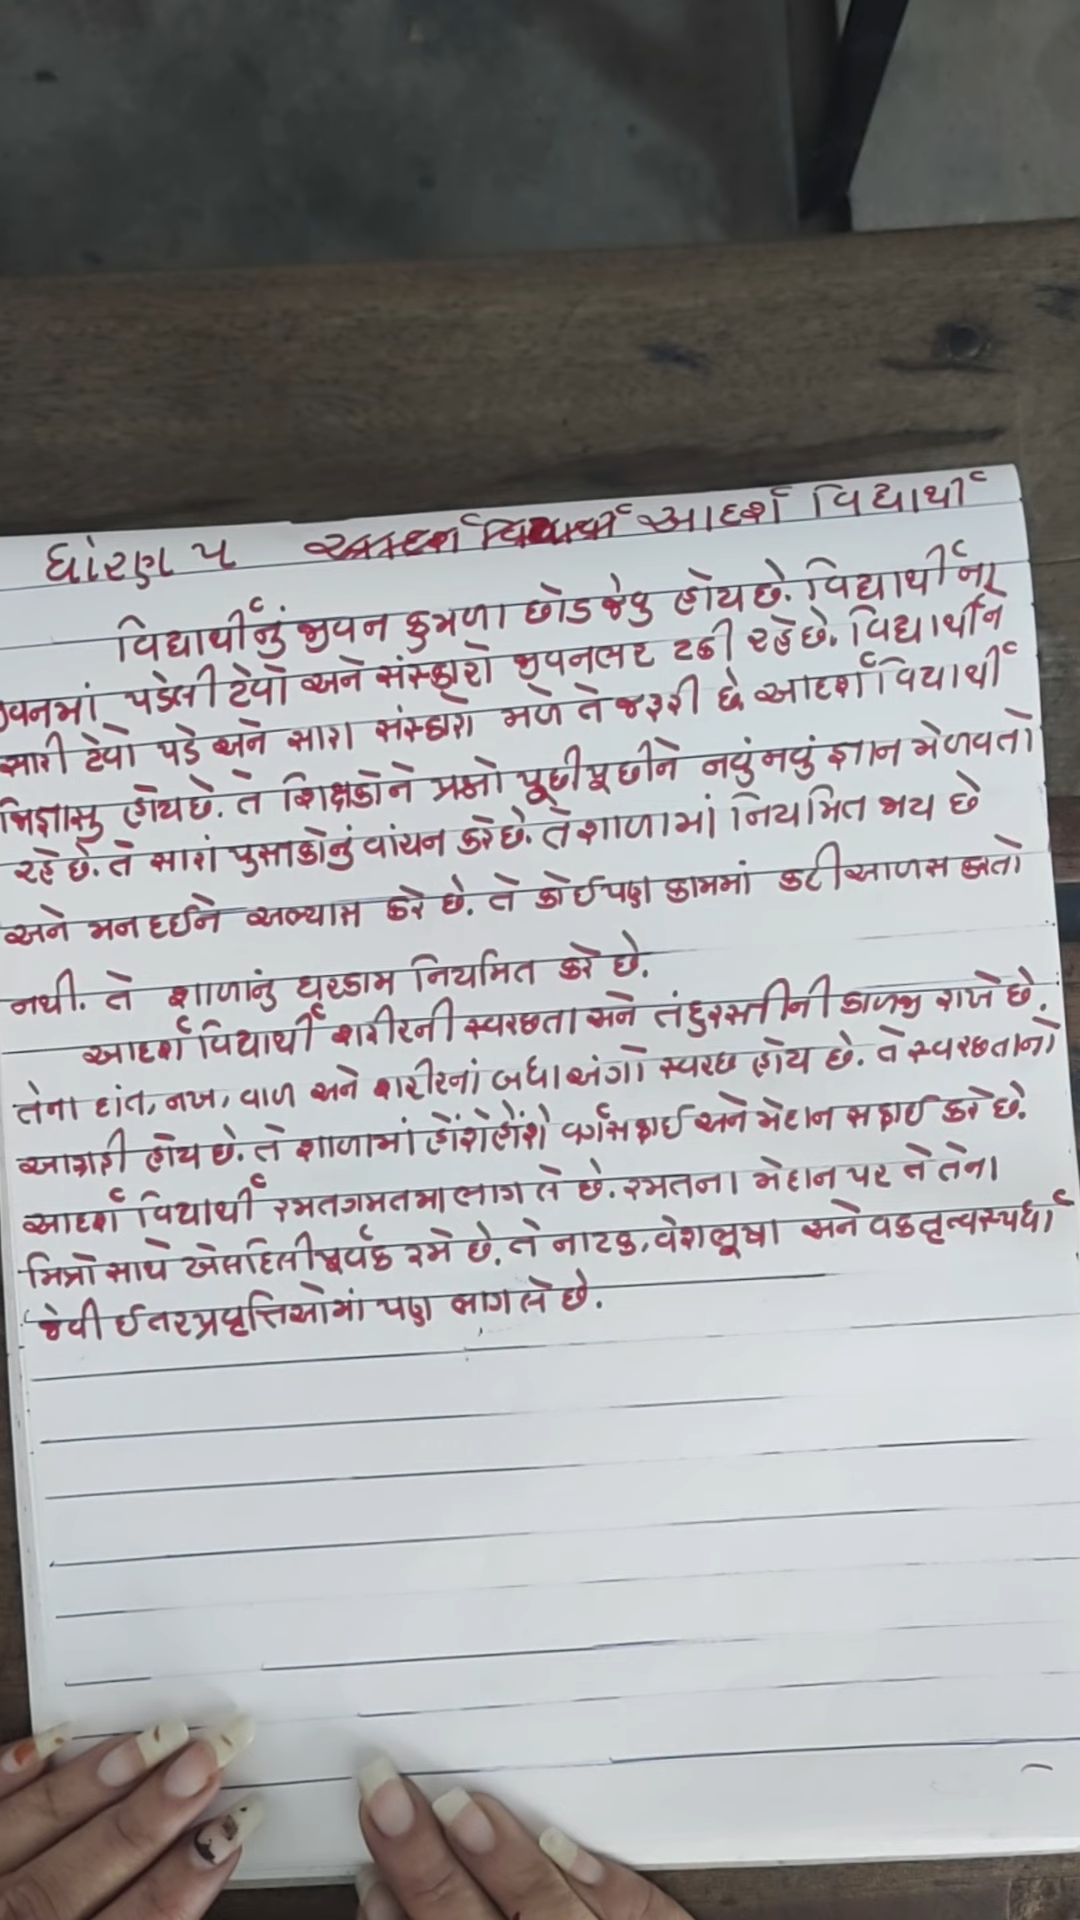 ધોરણ ૫ આદર્શ વિદ્યાર્થી
વિદ્યાર્થીનું જીવન કુમળા છોડ જેવુ હોય છે. વિદ્યાર્થીના
જીવનમાં પડેલી ટેવો અને સંસ્કારો જીવનભર ટકી રહે છે. વિદ્યાર્થીને
સારી ટેવો પડે અને સારા સંસ્કારો મળે તે જરૂરી છે. આદર્શ વિદ્યાર્થી
જિજ્ઞાસુ હોય છે. તે શિક્ષકોને પ્રશ્નો પૂછીપૂછીને નવુંનવું જ્ઞાન મેળવતો
રહે છે. તે સારાં પુસ્તકોનું વાંચન કરે છે. તે શાળામાં નિયમિત જાય છે
અને મન દઈને અભ્યાસ કરે છે. તે કોઈપણ કામમાં કદી આળસ કરતો
નથી. તે શાળાનું ઘરકામ નિયમિત કરે છે.
આદર્શ વિદ્યાર્થી શરીરની સ્વચ્છતા અને તંદુરસ્તીની કાળજી રાખે છે.
તેના દાંત, નખ, વાળ અને શરીરનાં બધા અંગો સ્વચ્છ હોય છે. તે સ્વચ્છતાનો
આગ્રહી હોય છે. તે શાળામાં હોંશેહોંશે વર્ગસફાઈ અને મેદાન સફાઈ કરે છે.
આદર્શ વિદ્યાર્થી રમતગમતમા ભાગ લે છે. રમતના મેદાન પર તે તેના
મિત્રો સાથે ખેલદિલીપૂર્વક રમે છે. તે નાટક, વેશભૂષા અને વકતૃત્વસ્પર્ધા
જેવી ઈતરપ્રવૃત્તિઓમાં પણ ભાગ લે છે.